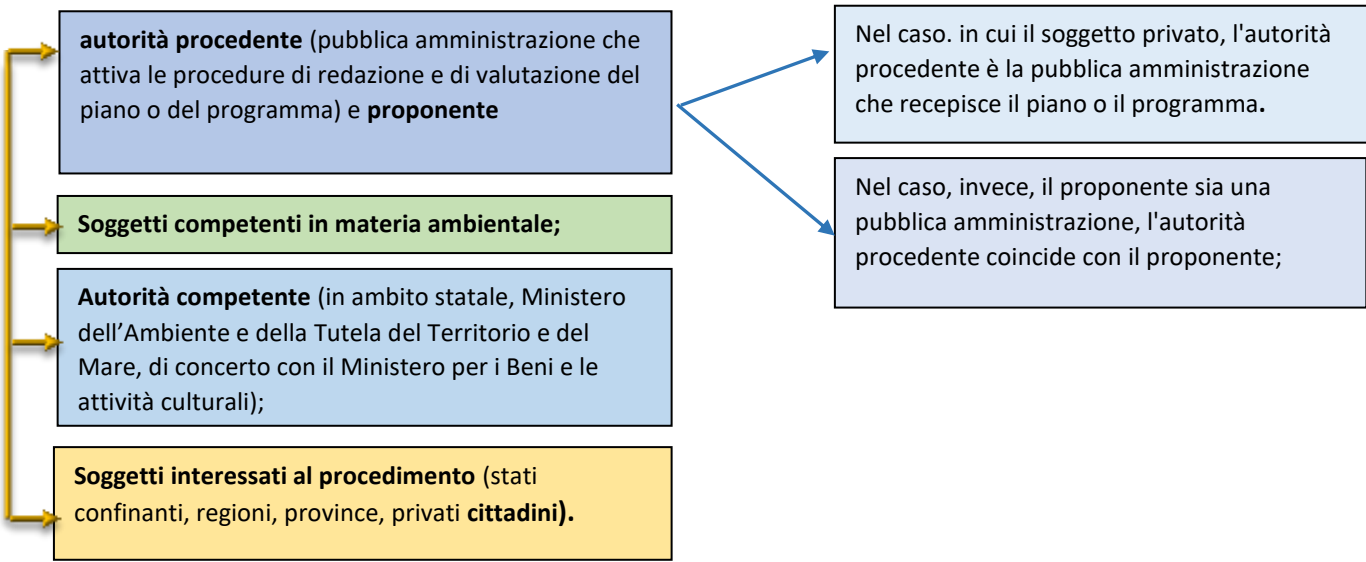 autorità procedente (pubblica amministrazione che
attiva le procedure di redazione e di valutazione del
piano o del programma) e proponente
Nel caso. in cui il soggetto privato, l'autorità
procedente è la pubblica amministrazione
che recepisce il piano o il programma.
Nel caso, invece, il proponente sia una
pubblica amministrazione, l'autorità
procedente coincide con il proponente;
Soggetti competenti in materia ambientale;
Autorità competente (in ambito statale, Ministero
dell’Ambiente e della Tutela del Territorio e del
Mare, di concerto con il Ministero per i Beni e le
attività culturali);
Soggetti interessati al procedimento (stati
confinanti, regioni, province, privati cittadini).